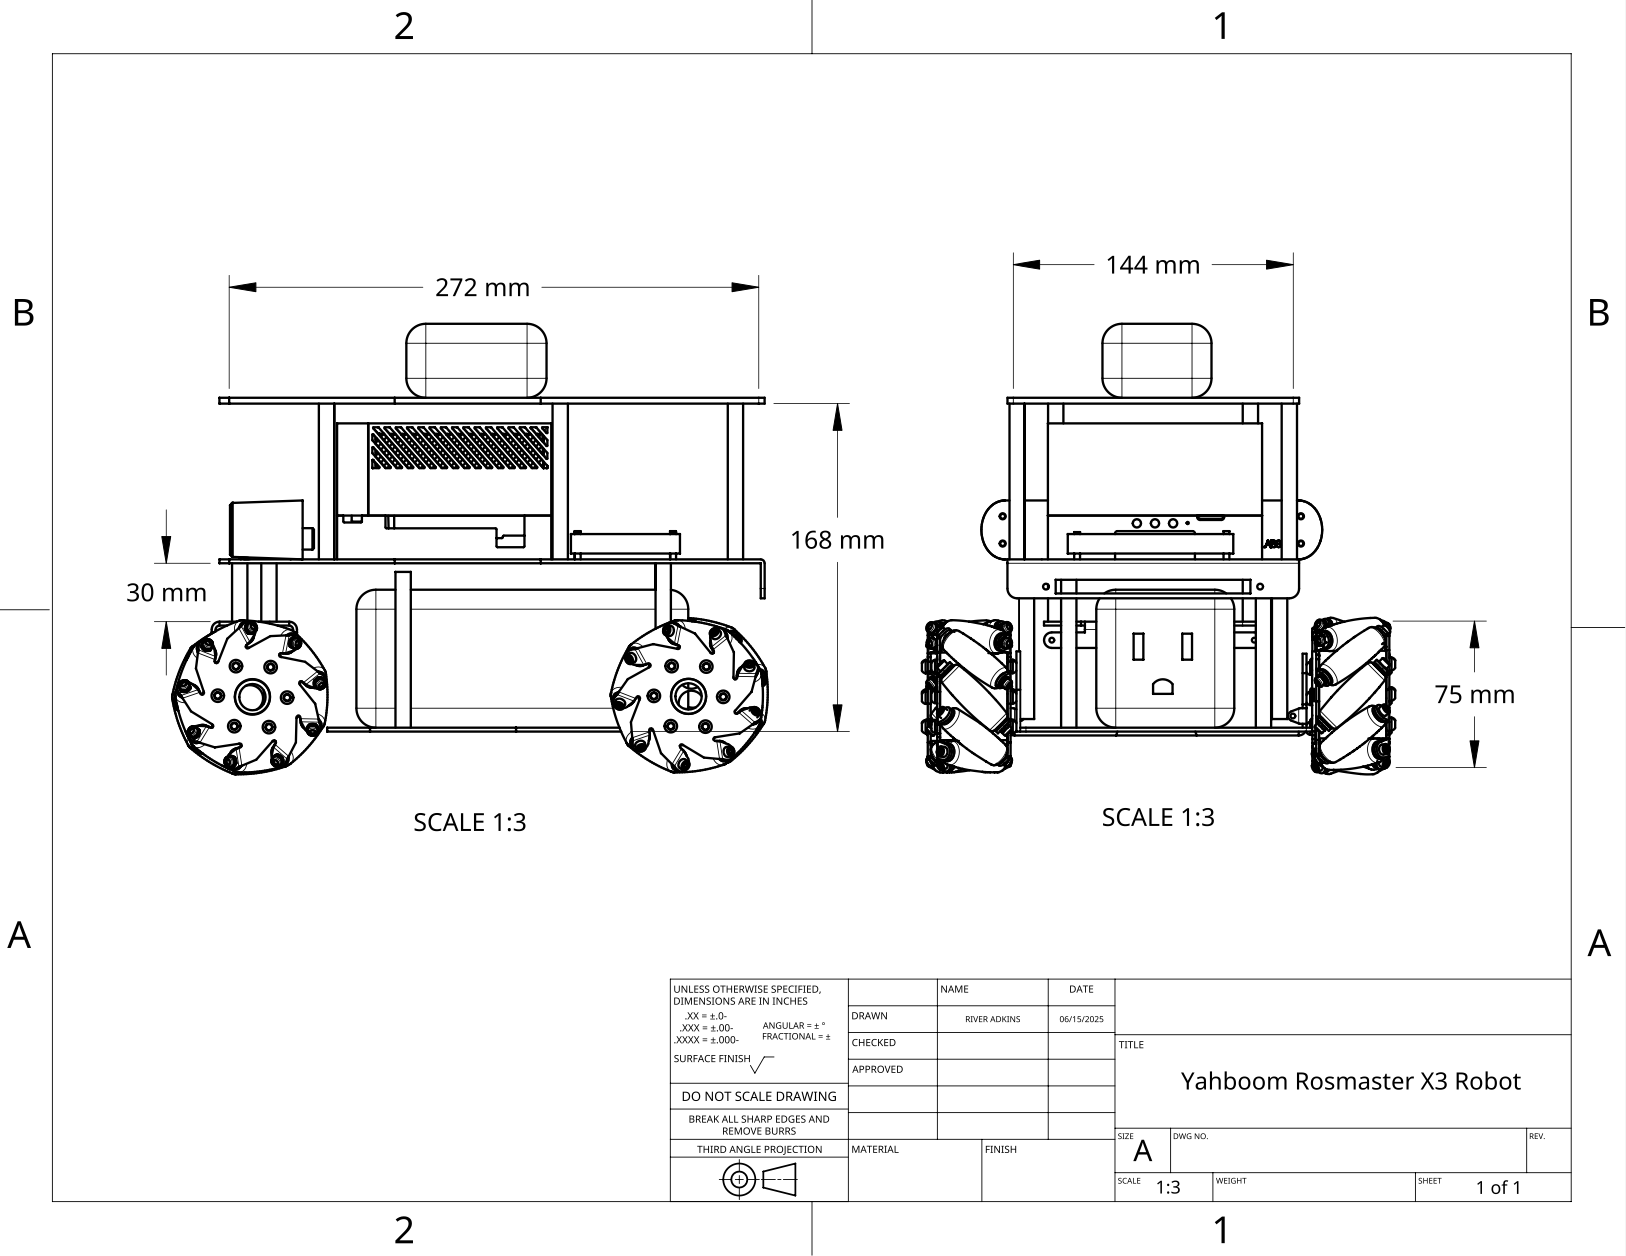 2
1
B
B
272 mm
144 mm
168 mm
30 mm
75 mm
SCALE 1:3
SCALE 1:3
A
A
UNLESS OTHERWISE SPECIFIED,
DIMENSIONS ARE IN INCHES
.XX = ±.0-
.XXX = ±.00-
.XXXX = ±.000-
ANGULAR = ± °
FRACTIONAL = ±
SURFACE FINISH
DO NOT SCALE DRAWING
BREAK ALL SHARP EDGES AND
REMOVE BURRS
THIRD ANGLE PROJECTION
NAME
DATE
DRAWN
RIVER ADKINS
06/15/2025
CHECKED
APPROVED
MATERIAL
FINISH
TITLE
Yahboom Rosmaster X3 Robot
SIZE
A
DWG NO.
REV.
SCALE
1:3
WEIGHT
SHEET
1 of 1
2
1